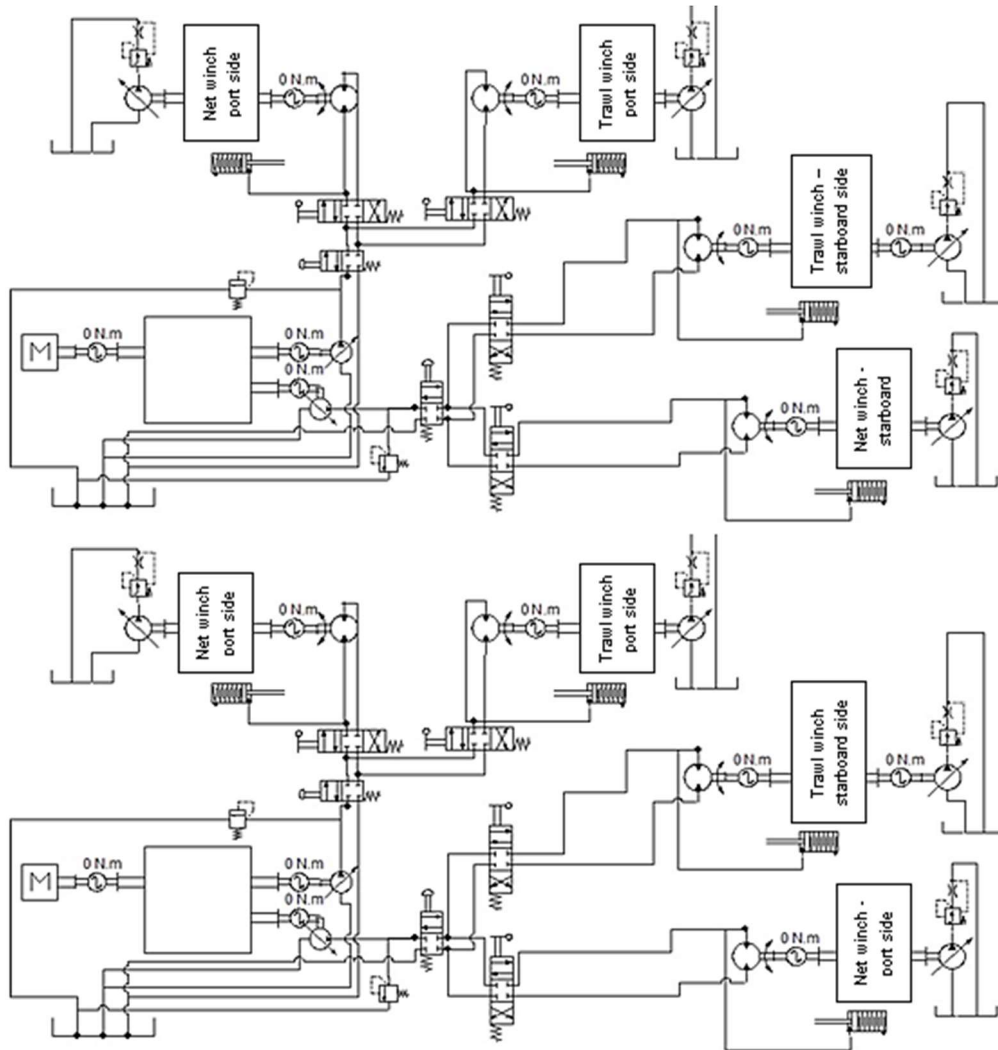 0 N.m
Net winch
port side
0 N.m
Trawl winch
port side
0 N.m
Trawl winch –
starboard side
0 N.m
M
0 N.m
0 N.m
0 N.m
0 N.m
Net winch -
starboard
0 N.m
Net winch
port side
0 N.m
Trawl winch
port side
0 N.m
Trawl winch
starboard side
0 N.m
M
0 N.m
0 N.m
0 N.m
0 N.m
Net winch -
port side